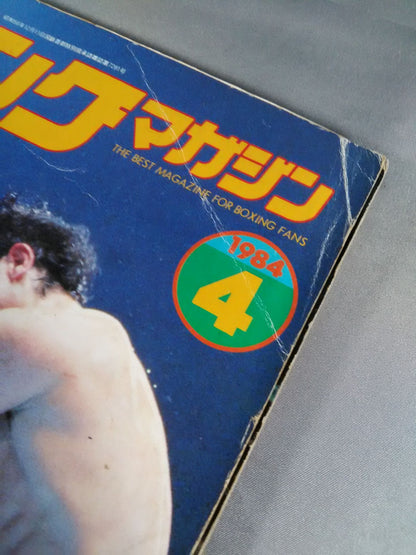 ング
マガジン
THE BEST MAGAZINE FOR BOXING FANS
1984
4